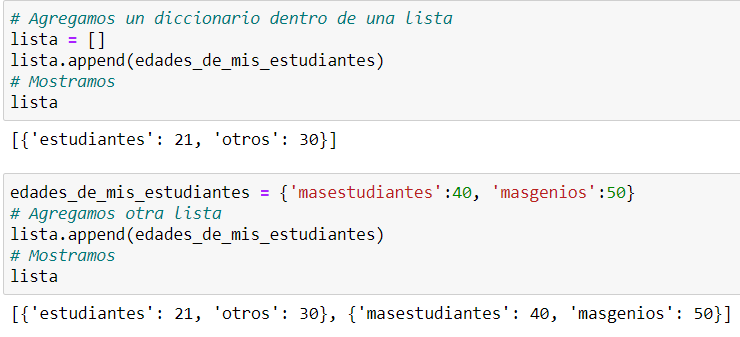 # Agregamos un diccionario dentro de una lista
lista = []
lista.append(edades_de_mis_estudiantes)
# Mostramos
lista
[{'estudiantes': 21, 'otros': 30}]
edades_de_mis_estudiantes = {'masestudiantes':40, 'masgenios':50}
# Agregamos otra lista
lista.append(edades_de_mis_estudiantes)
# Mostramos
lista
[{'estudiantes': 21, 'otros': 30}, {'masestudiantes': 40, 'masgenios': 50}]